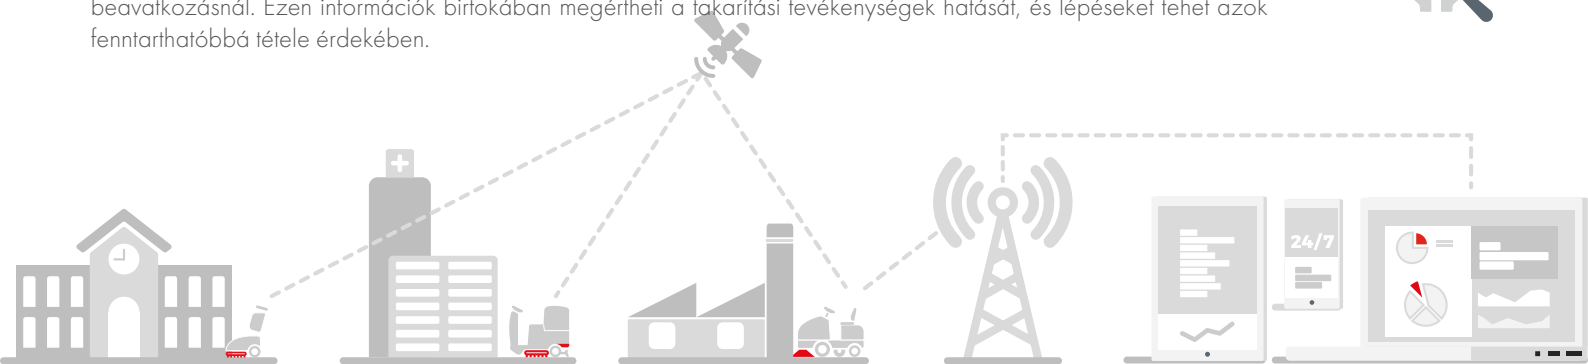 beavatkozásnál. Ezen információk birtokában megértheti a takarítási tevékenységek hatását, és lépéseket tehet azok
fenntarthatóbbá tétele érdekében.
24/7